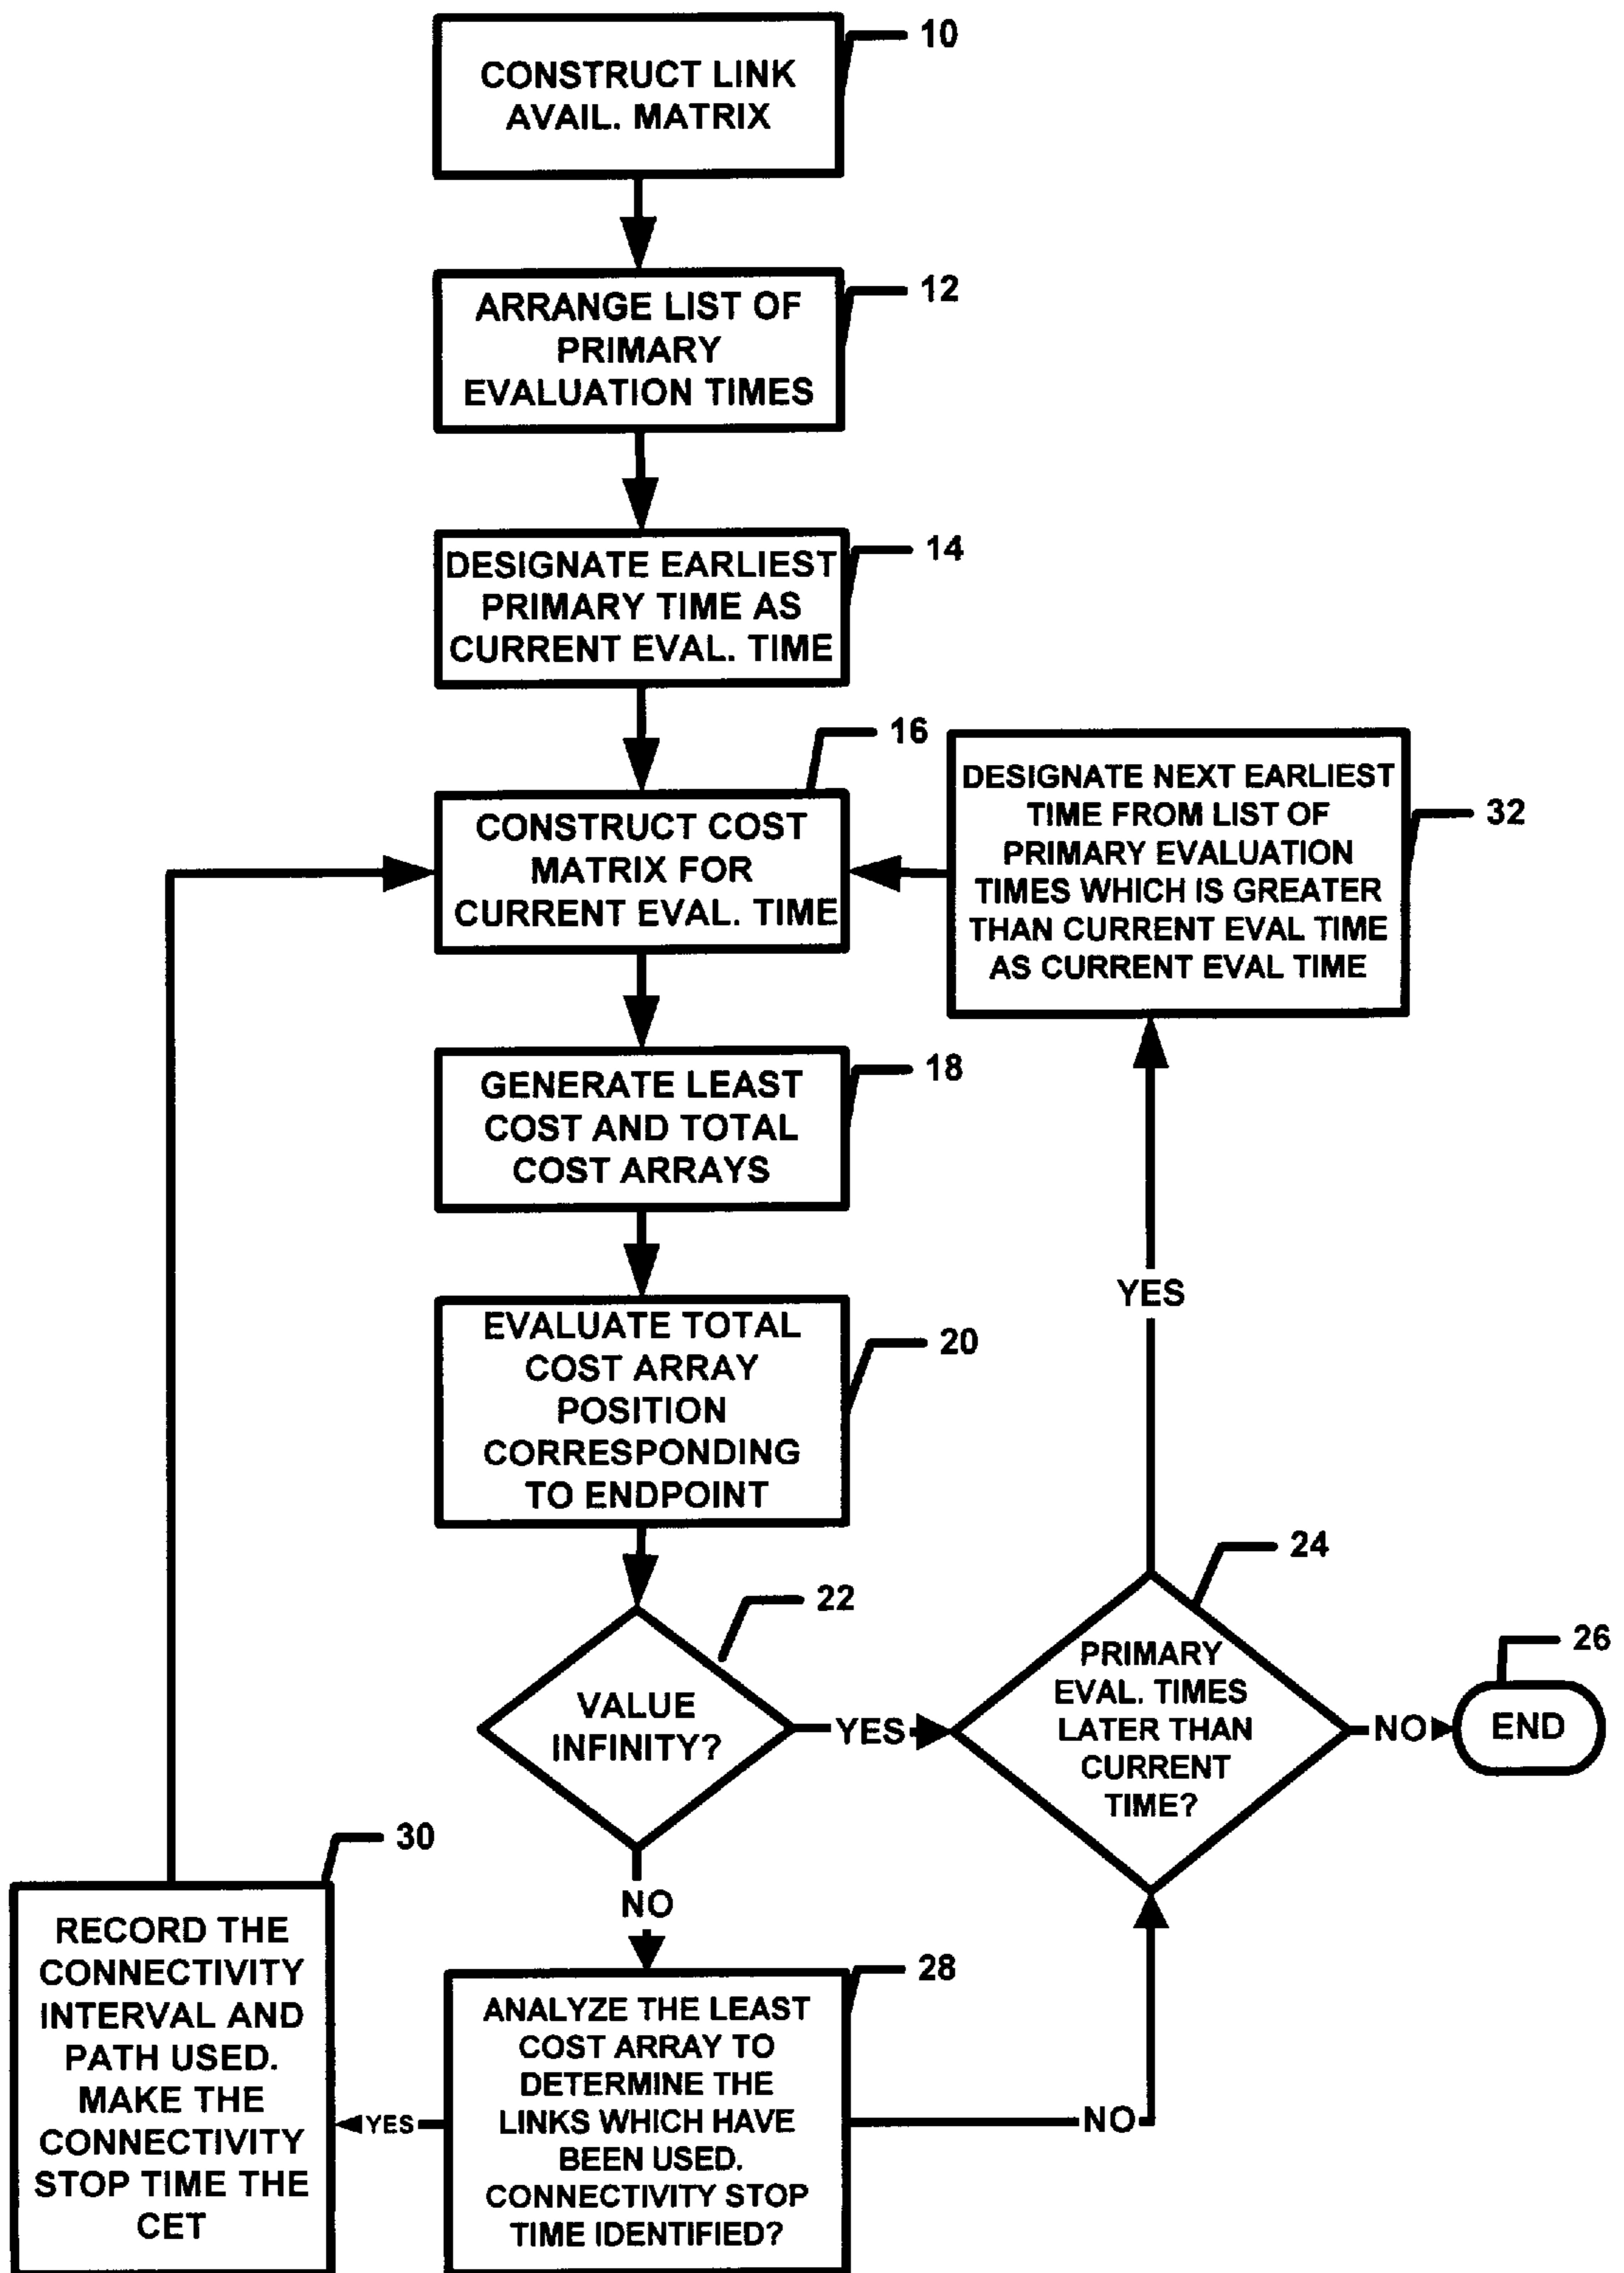 10
CONSTRUCT LINK
AVAIL. MATRIX
12
ARRANGE LIST OF
PRIMARY
EVALUATION TIMES
14
DESIGNATE EARLIEST
PRIMARY TIME AS
CURRENT EVAL. TIME
16
CONSTRUCT COST
MATRIX FOR
CURRENT EVAL. TIME
DESIGNATE NEXT EARLIEST
TIME FROM LIST OF
PRIMARY EVALUATION
TIMES WHICH IS GREATER
THAN CURRENT EVAL TIME
AS CURRENT EVAL TIME
32
18
GENERATE LEAST
COST AND TOTAL
COST ARRAYS
YES
EVALUATE TOTAL
COST ARRAY
POSITION
CORRESPONDING
TO ENDPOINT
20
22
VALUE
INFINITY?
YES
24
PRIMARY
EVAL. TIMES
LATER THAN
CURRENT
TIME?
NO
26
END
NO
30
RECORD THE
CONNECTIVITY
INTERVAL AND
PATH USED.
MAKE THE
CONNECTIVITY
STOP TIME THE
CET
YES
28
ANALYZE THE LEAST
COST ARRAY TO
DETERMINE THE
LINKS WHICH HAVE
BEEN USED.
CONNECTIVITY STOP
TIME IDENTIFIED?
NO